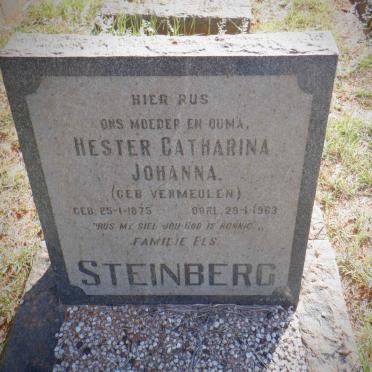 HIER RUS
ONS MOEDER EN OUMA,
HESTER CATHARINA
JOHANNA.
(GEB VERMEULEN)
GEB: 25-1-1875 OORL. 29-1-1963
"RUS MY SIEL JOU GOD IS KONING",,
FAMILIE ELS.
STEINBERG